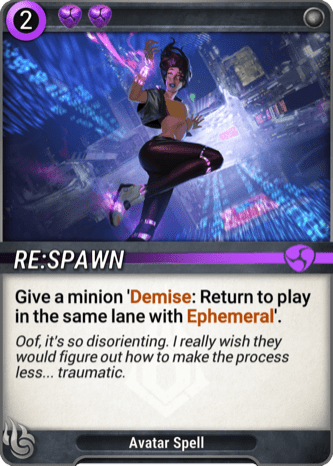 2
RE:SPAWN
Give a minion 'Demise: Return to play
in the same lane with Ephemeral'.
Oof, it's so disorienting. I really wish they
would figure out how to make the process
less... traumatic.
Avatar Spell